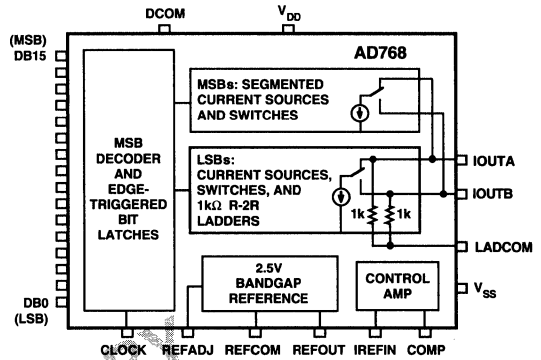 DCOM
VDD
(MSB)
DB15
AD768
MSB
DECODER
AND
EDGE-
TRIGGERED
BIT
LATCHES
MSBs: SEGMENTED
CURRENT SOURCES
AND SWITCHES
LSBs:
CURRENT SOURCES,
SWITCHES, AND
1kΩ R-2R
LADDERS
1k
1k
IOUTA
IOUTB
LADCOM
2.5V
BANDGAP
REFERENCE
CONTROL
AMP
VSS
DB0
(LSB)
CLOCK
REFADJ
REFCOM
REFOUT
IREFIN
COMP